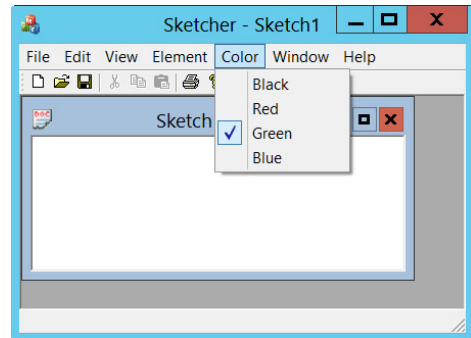 Sketcher - Sketch1
File Edit View Element Color Window Help
Black
Red
Sketch
Green
Blue